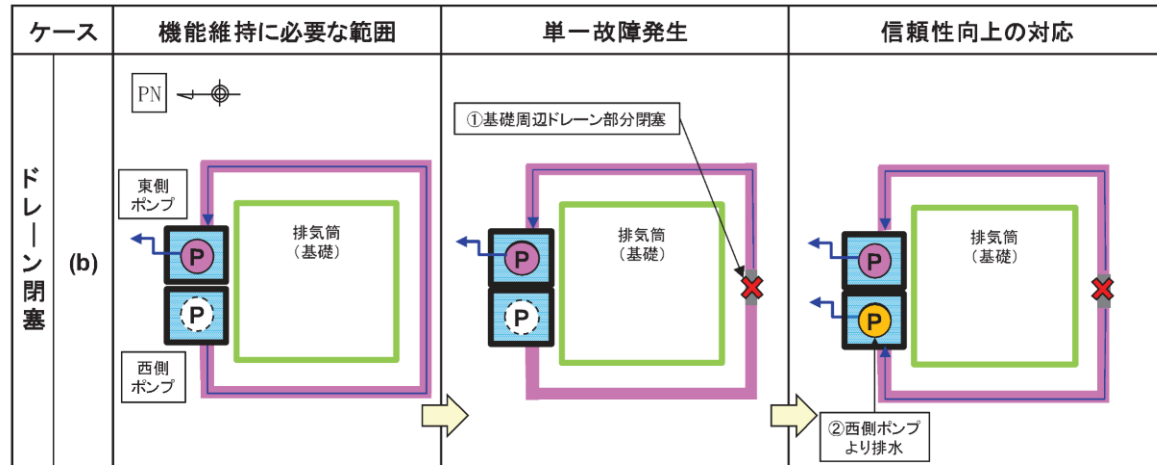 ケース
機能維持に必要な範囲
単一故障発生
信頼性向上の対応
ドレーン閉塞
(b)
PN
東側
ポンプ
P
P
西側
ポンプ
排気筒
(基礎)
①基礎周辺ドレーン部分閉塞
P
P
排気筒
(基礎)
P
P
排気筒
(基礎)
②西側ポンプ
より排水